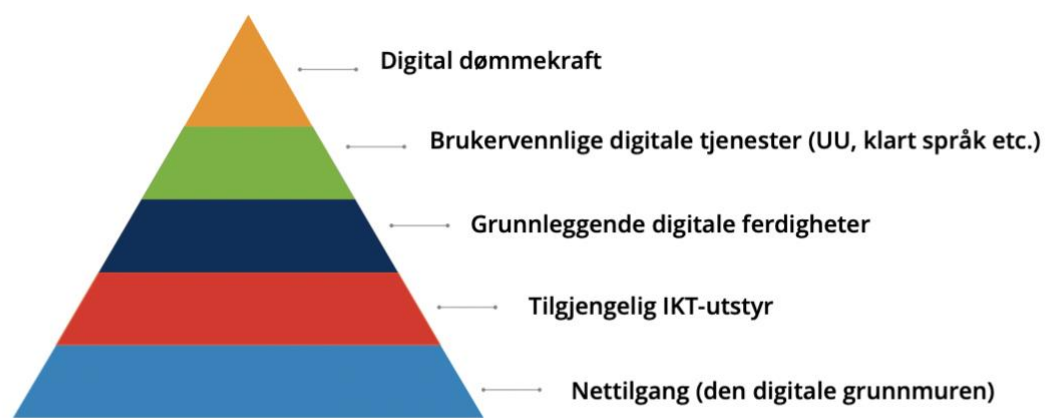 Digital dømmekraft
Brukervennlige digitale tjenester (UU, klart språk etc.)
Grunnleggende digitale ferdigheter
Tilgjengelig IKT-utstyr
Nettilgang (den digitale grunnmuren)